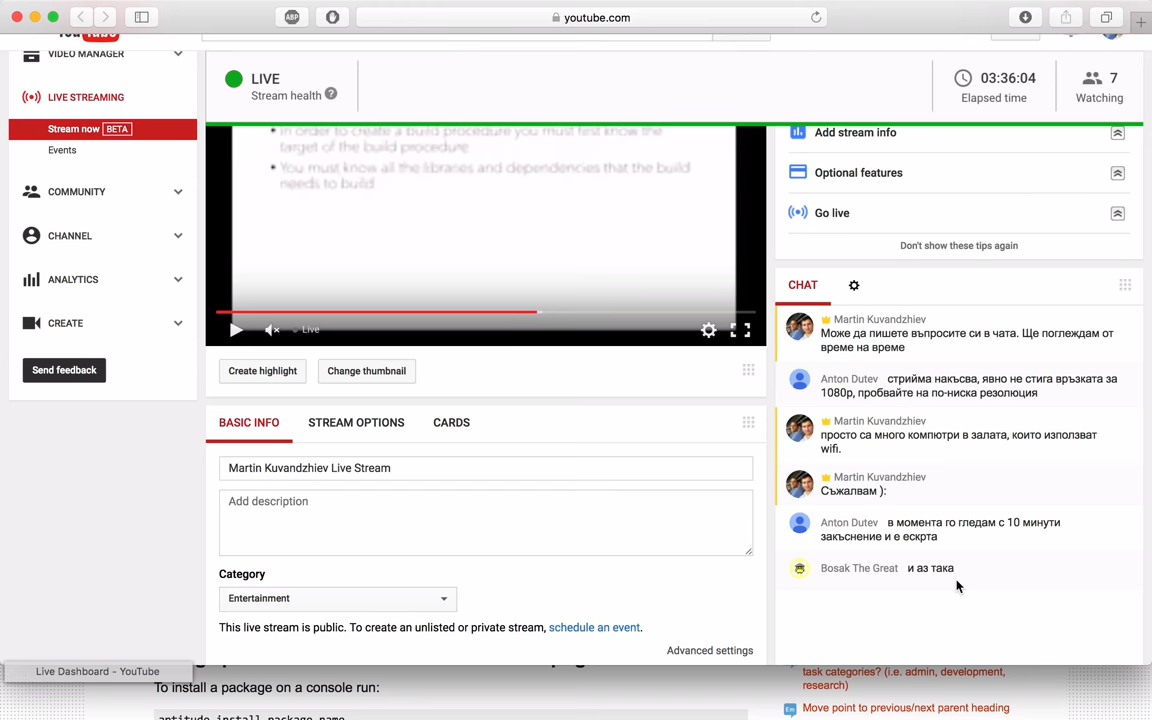 ABP
youtube.com
VIDEO MANAGER
LIVE STREAMING
Stream now BETA
Events
COMMUNITY
CHANNEL
ANALYTICS
CREATE
Send feedback
LIVE
Stream health ?
03:36:04
Elapsed time
7
Watching
In order to create a build procedure you must first know the
target of the build procedure
You must know all the libraries and dependencies that the build
needs to build
Live
Create highlight
Change thumbnail
BASIC INFO
STREAM OPTIONS
CARDS
Martin Kuvandzhiev Live Stream
Add description
Category
Entertainment
This live stream is public. To create an unlisted or private stream, schedule an event.
Advanced settings
Add stream info
Optional features
Go live
Don't show these tips again
CHAT
Martin Kuvandzhiev
Може да пишете въпросите си в чата. Ще поглеждам от
време на време
Anton Dutev стрийма накъсва, явно не стига връзката за
1080p, пробвайте на по-ниска резолюция
Martin Kuvandzhiev
просто са много компютри в залата, които използват
wifi.
Martin Kuvandzhiev
Съжалвам ):
Anton Dutev в момента го гледам с 10 минути
закъснение и е ескрта
Bosak The Great и аз така
Live Dashboard - YouTube
To install a package on a console run:
aptitude install package_name
task categories? (i.e. admin, development,
research)
Em Move point to previous/next parent heading